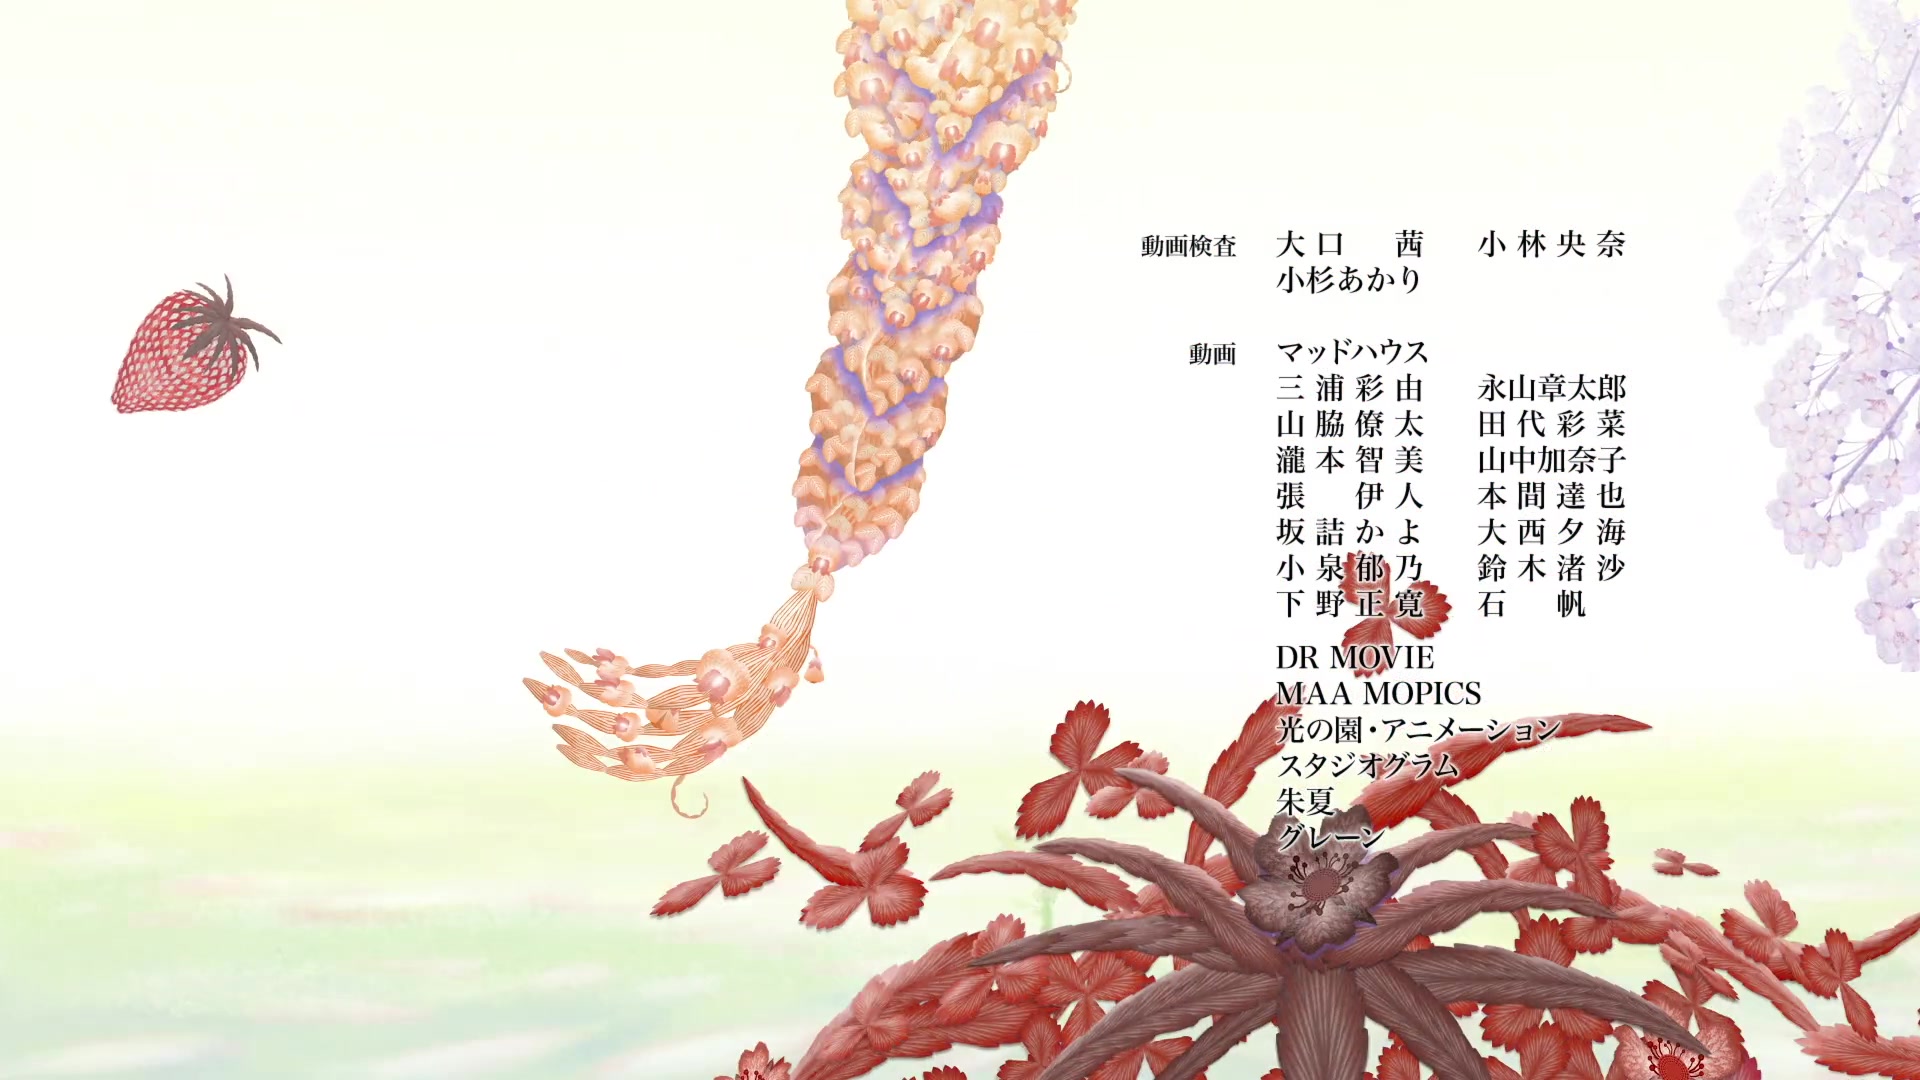 動画検査 大口 茜 小林央奈
小杉あかり
動画 マッドハウス
三浦彩由 永山章太郎
山脇僚太 田代彩菜
瀧本智美 山中加奈子
張 伊人 本間達也
坂詰かよ 大西夕海
小泉郁乃 鈴木渚沙
下野正寛 石 帆
DR MOVIE
MAA MOPICS
光の園・アニメーション
スタジオグラム
朱夏
グレーン